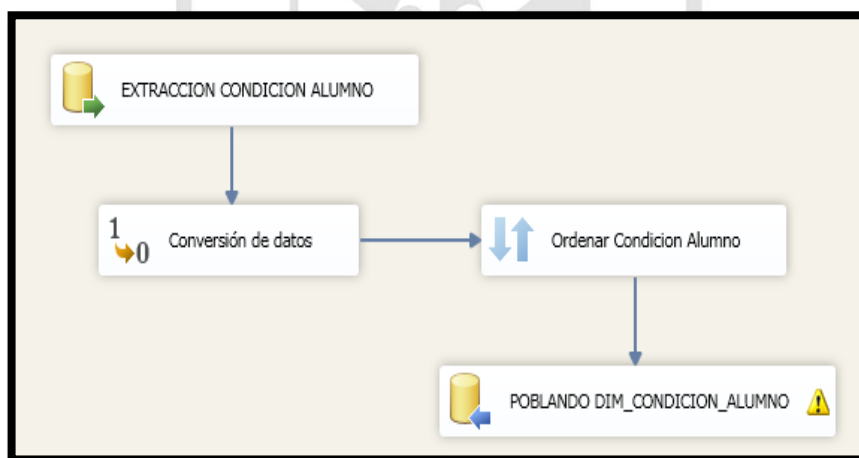 EXTRACCION CONDICION ALUMNO
1
0
Conversión de datos
Ordenar Condicion Alumno
POBLANDO DIM_CONDICION_ALUMNO